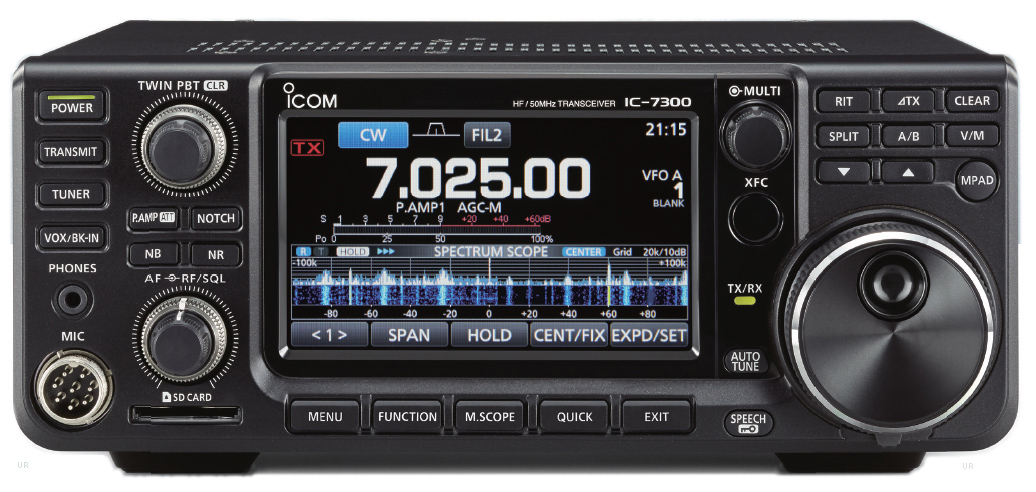 TWIN PBT CLR
POWER
TRANSMIT
TUNER
VOX/BK-IN
P.AMP ATT
NOTCH
NB
NR
PHONES
AF RF/SQL
MIC
SD CARD
ICOM
HF / 50MHz TRANSCEIVER IC-7300
CW
FIL2
21:15
TX
7.025.00
VFO A
1
BLANK
P.AMP1 AGC-M
S 1 3 5 7 9 +20 +40 +60dB
Po 0 25 50 100%
R T HOLD SPECTRUM SCOPE CENTER Grid 20k/10dB
-100k +100k
-80 -60 -40 -20 0 +20 +40 +60 +80
< 1 > SPAN HOLD CENT/FIX EXPD/SET
MENU FUNCTION M.SCOPE QUICK EXIT
MULTI
XFC
TX/RX
AUTO
TUNE
SPEECH
RIT ⊿TX CLEAR
SPLIT A/B V/M
▼ ▲ MPAD
UR UR